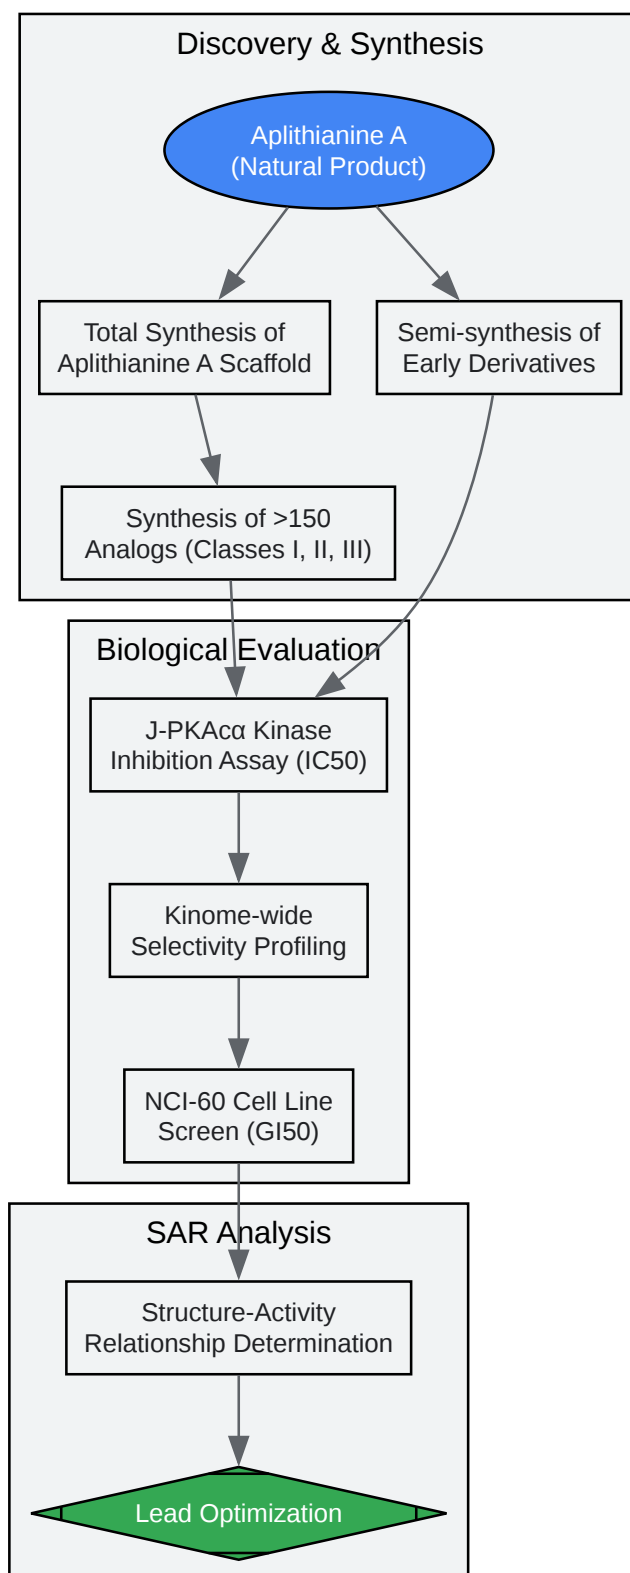 Discovery & Synthesis
Aplithianine A
(Natural Product)
Total Synthesis of
Aplithianine A Scaffold
Semi-synthesis of
Early Derivatives
Synthesis of >150
Analogs (Classes I, II, III)
Biological Evaluation
J-PKAcα Kinase
Inhibition Assay (IC50)
Kinome-wide
Selectivity Profiling
NCI-60 Cell Line
Screen (GI50)
SAR Analysis
Structure-Activity
Relationship Determination
Lead Optimization